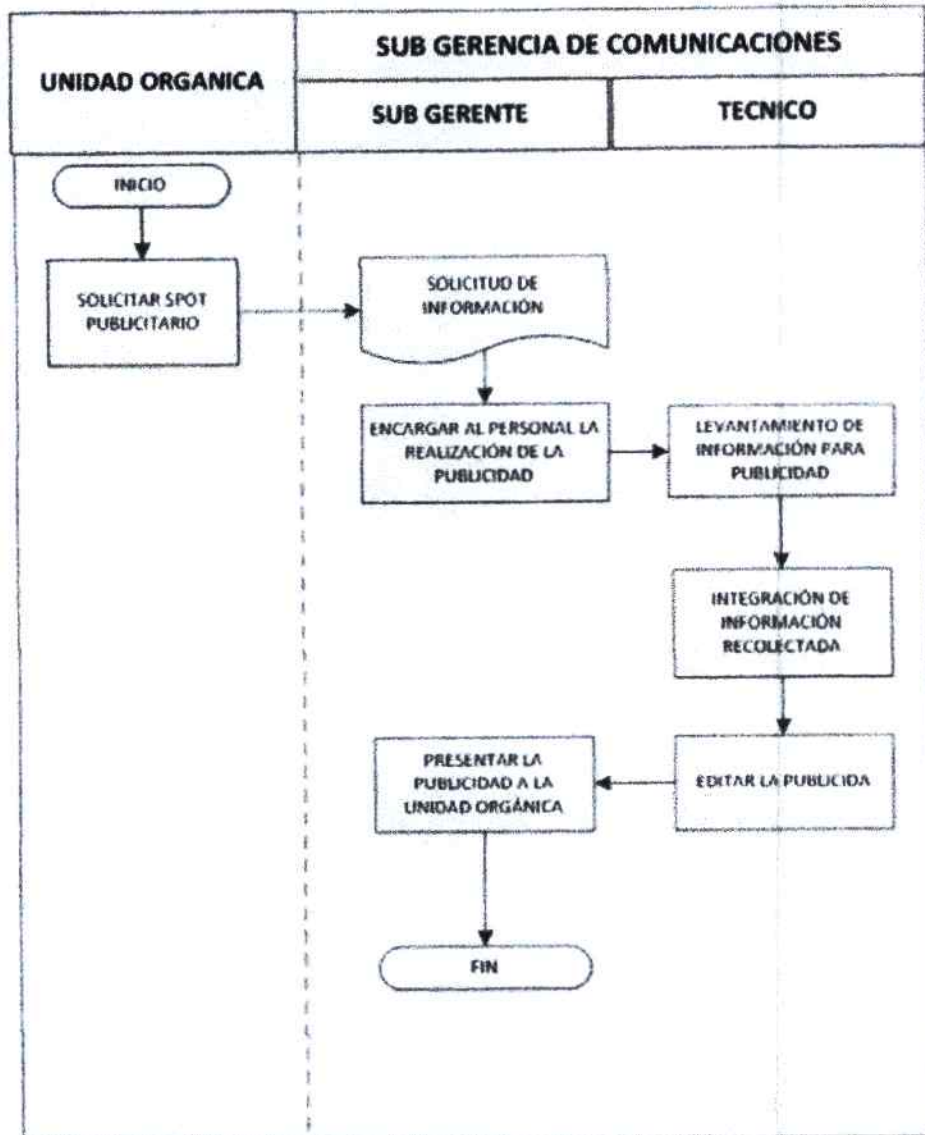 UNIDAD ORGANICA
SUB GERENCIA DE COMUNICACIONES
SUB GERENTE
TECNICO
INICIO
SOLICITAR SPOT
PUBLICITARIO
SOLICITUD DE
INFORMACIÓN
ENCARGAR AL PERSONAL LA
REALIZACIÓN DE LA
PUBLICIDAD
LEVANTAMIENTO DE
INFORMACIÓN PARA
PUBLICIDAD
INTEGRACIÓN DE
INFORMACIÓN
RECOLECTADA
EDITAR LA PUBLICIDA
PRESENTAR LA
PUBLICIDAD A LA
UNIDAD ORGÁNICA
FIN